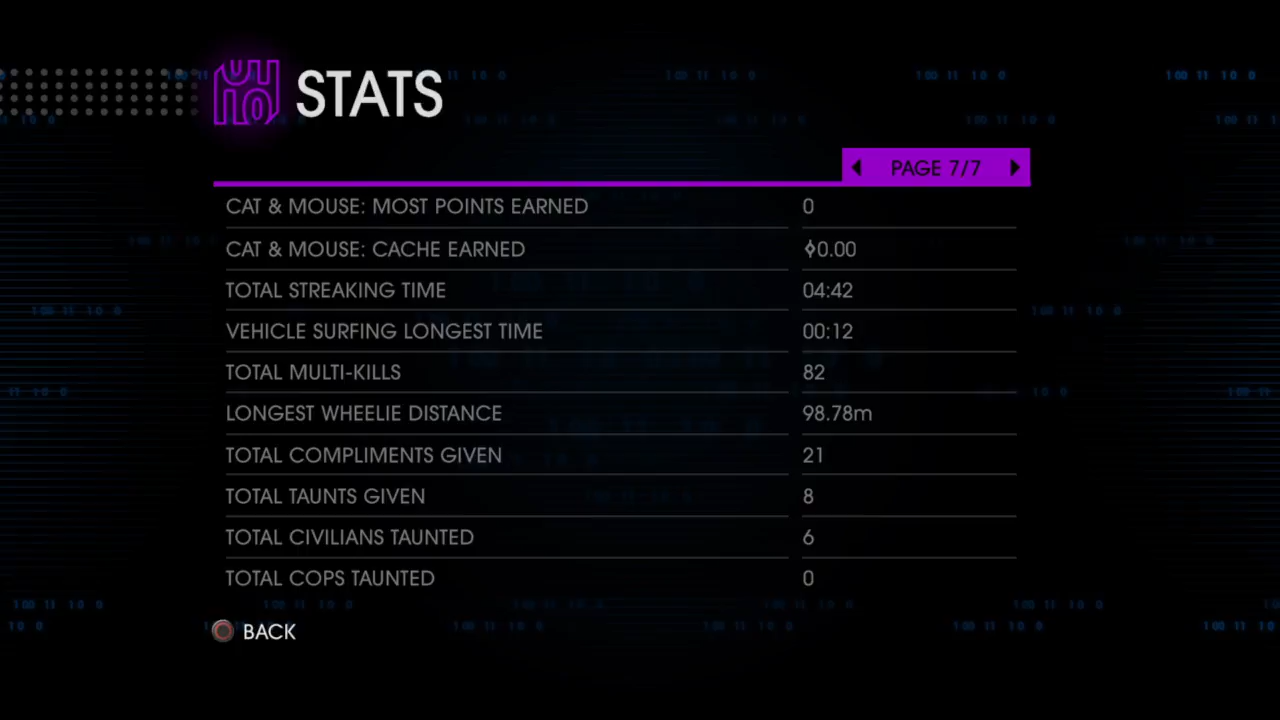 STATS
PAGE 7/7
CAT & MOUSE: MOST POINTS EARNED 0
CAT & MOUSE: CACHE EARNED 0.00
TOTAL STREAKING TIME 04:42
VEHICLE SURFING LONGEST TIME 00:12
TOTAL MULTI-KILLS 82
LONGEST WHEELIE DISTANCE 98.78m
TOTAL COMPLIMENTS GIVEN 21
TOTAL TAUNTS GIVEN 8
TOTAL CIVILIANS TAUNTED 6
TOTAL COPS TAUNTED 0
BACK